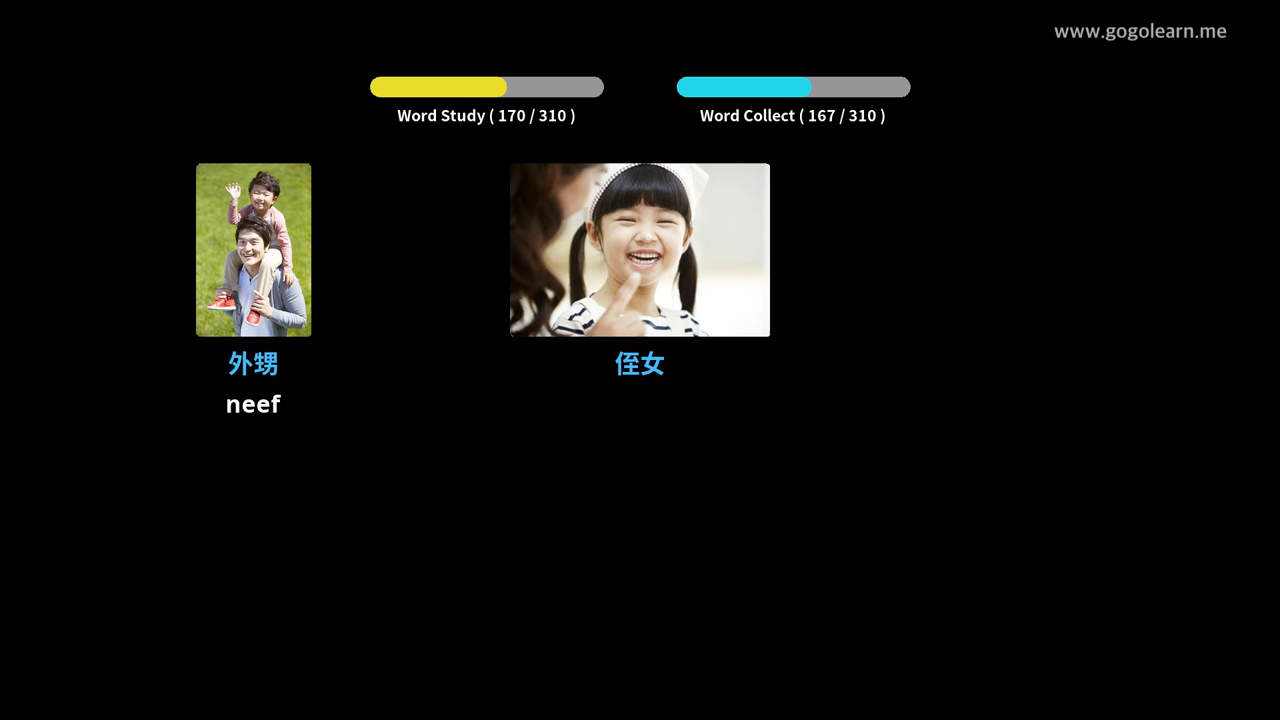 www.gogolearn.me
Word Study ( 170 / 310 )
Word Collect ( 167 / 310 )
外甥
侄女
neef